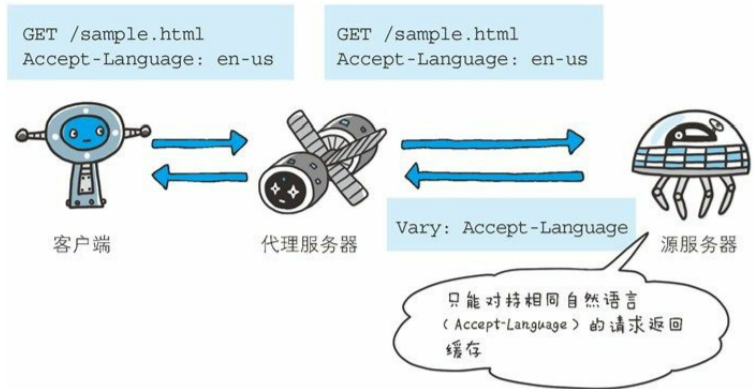 GET /sample.html
Accept-Language: en-us
GET /sample.html
Accept-Language: en-us
客户端
代理服务器
Vary: Accept-Language
源服务器
只能对持相同自然语言
（Accept-Language）的请求返回
缓存